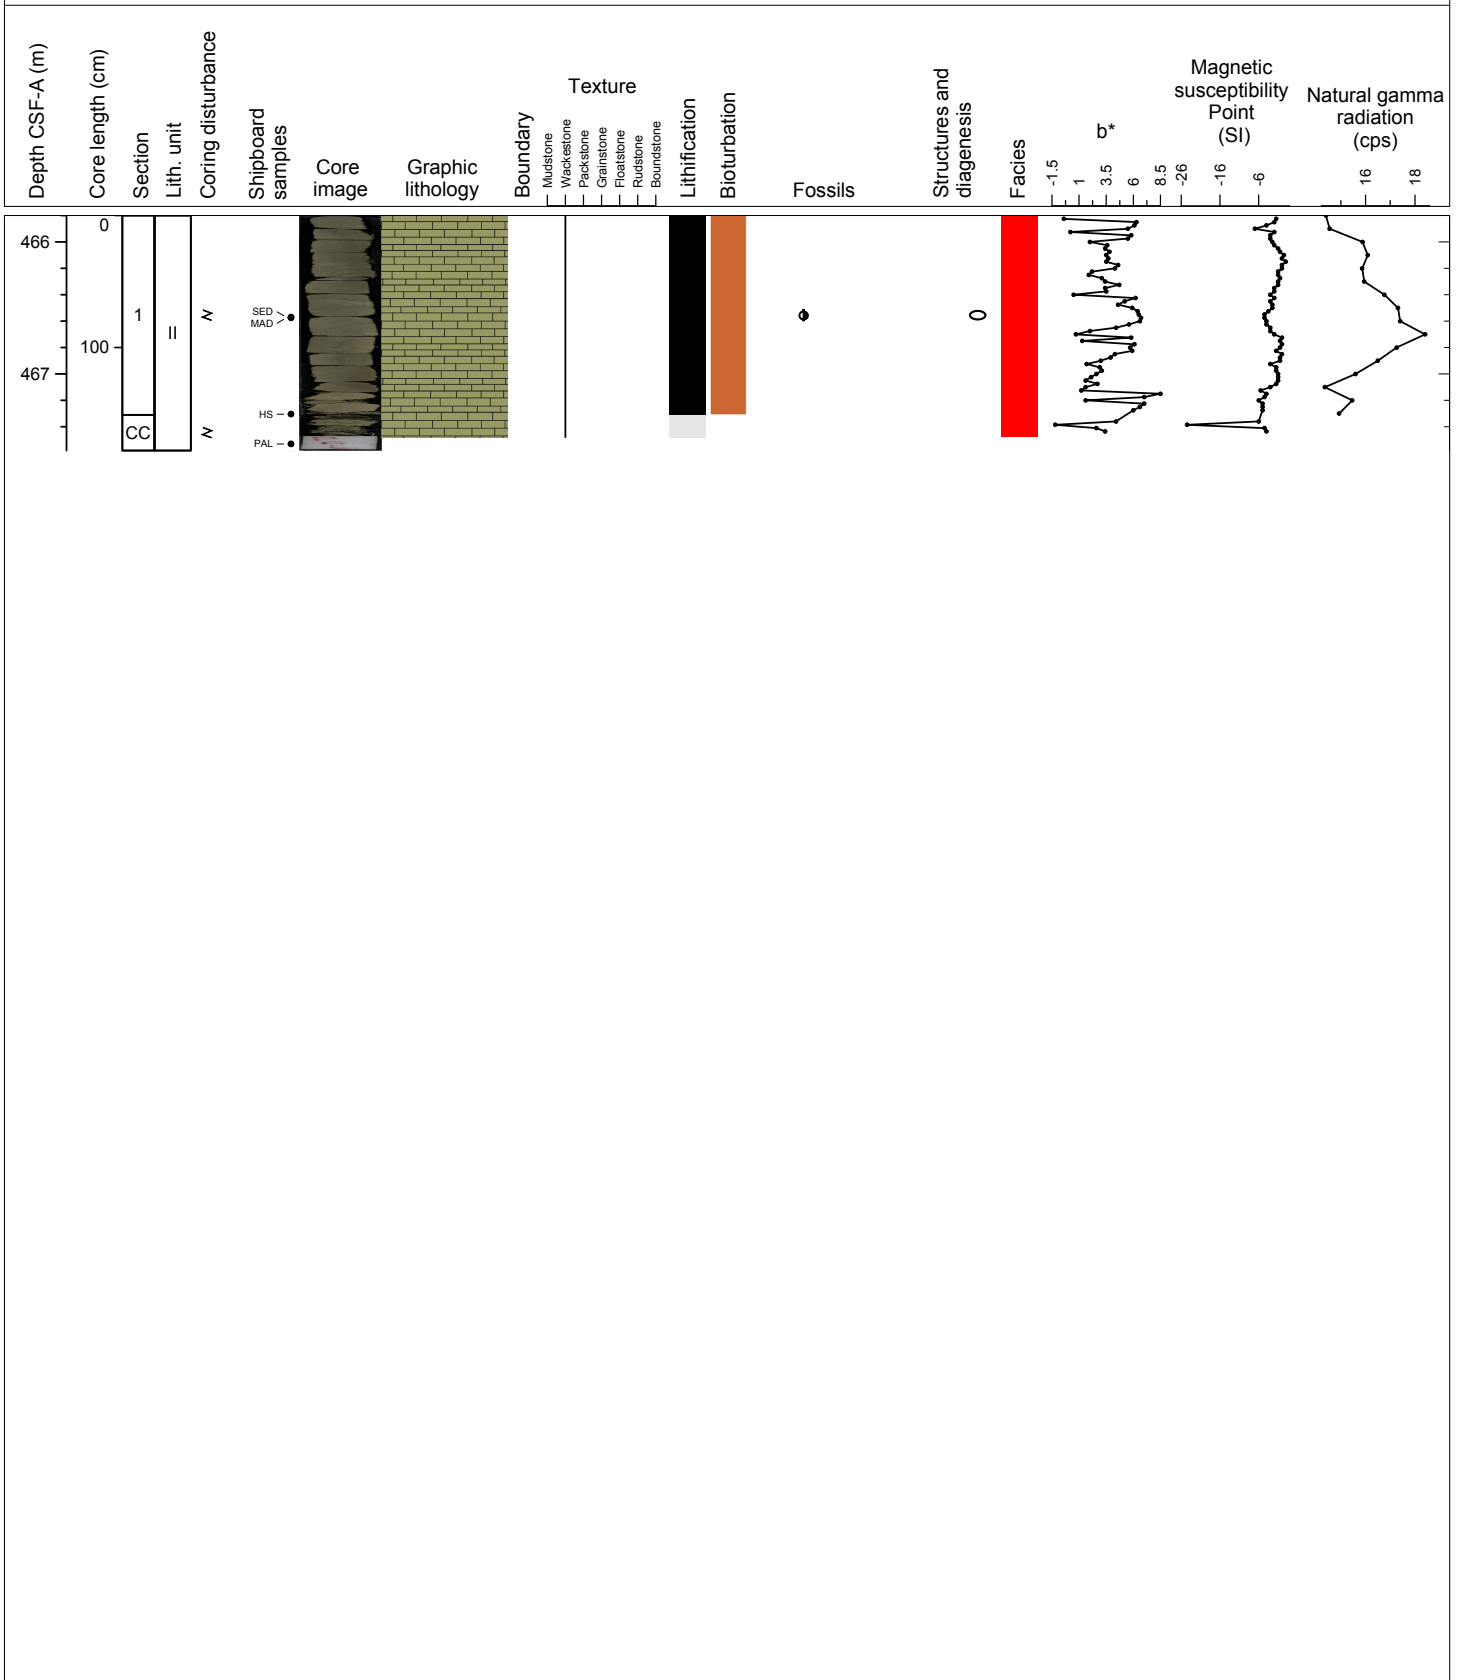 Depth CSF-A (m)
Core length (cm)
Section
Lith. unit
Coring disturbance
Shipboard
samples
Core
image
Graphic
lithology
Boundary
Texture
Mudstone
Wackestone
Packstone
Grainstone
Floatstone
Rudstone
Boundstone
Lithification
Bioturbation
Fossils
Structures and
diagenesis
Facies
b*
-1.5
1
3.5
6
8.5
Magnetic
susceptibility
Point
(SI)
-26
-16
-6
Natural gamma
radiation
(cps)
16
18
466
467
0
100
1
CC
II
SED
MAD
HS
PAL